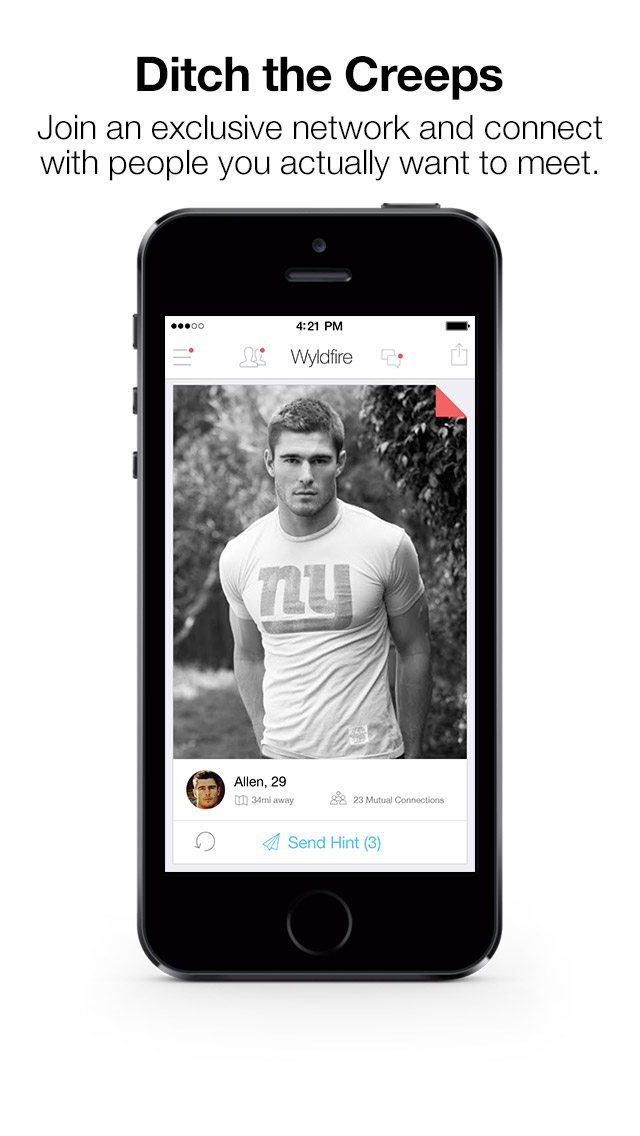 Ditch the Creeps
Join an exclusive network and connect
with people you actually want to meet.
4:21 PM
Wyldfire
ny
Allen, 29
34mi away
23 Mutual Connections
Send Hint (3)